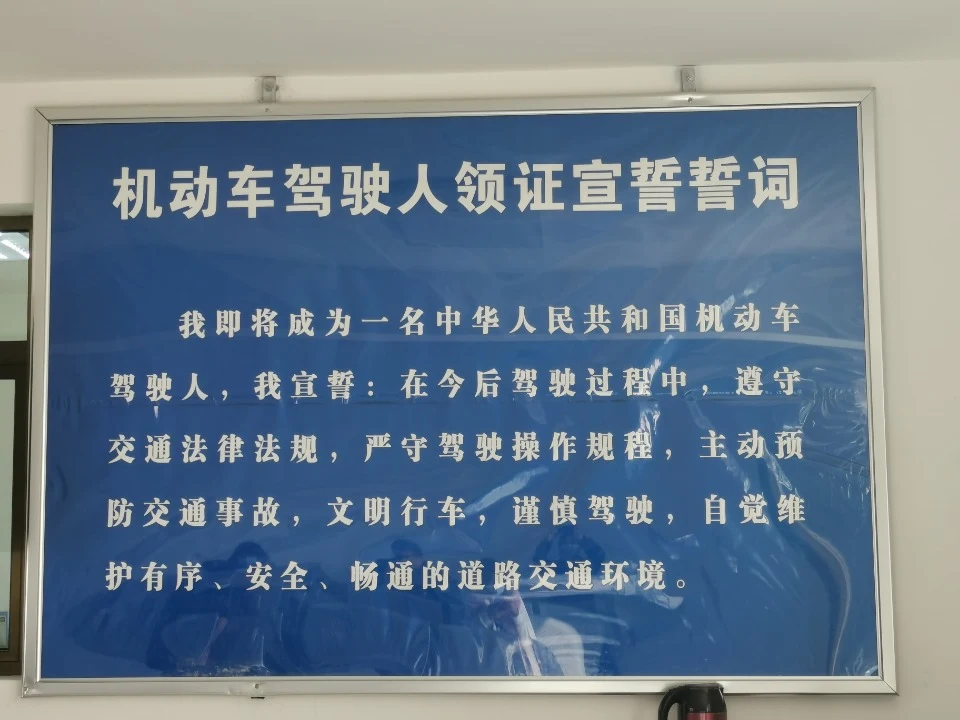 机动车驾驶人领证宣誓誓词
我即将成为一名中华人民共和国机动车
驾驶人，我宣誓：在今后驾驶过程中，遵守
交通法律法规，严守驾驶操作规程，主动预
防交通事故，文明行车，谨慎驾驶，自觉维
护有序、安全、畅通的道路交通环境。